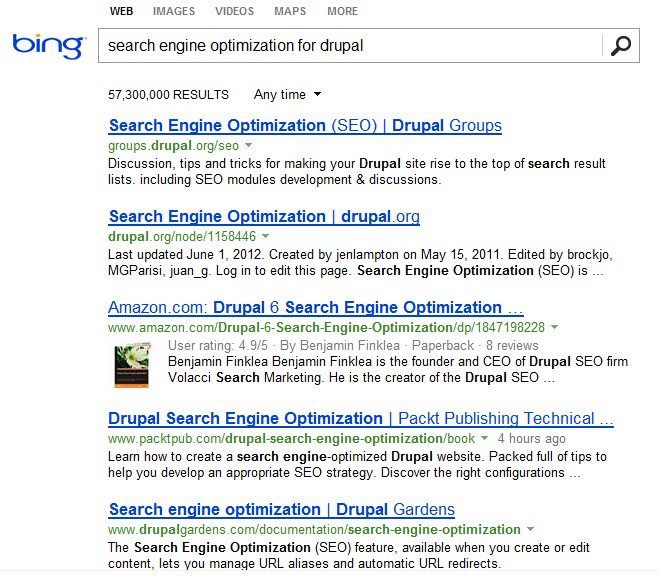 WEB IMAGES VIDEOS MAPS MORE
bing
search engine optimization for drupal
57,300,000 RESULTS Any time
Search Engine Optimization (SEO) | Drupal Groups
groups.drupal.org/seo
Discussion, tips and tricks for making your Drupal site rise to the top of search result
lists. including SEO modules development & discussions.
Search Engine Optimization | drupal.org
drupal.org/node/1158446
Last updated June 1, 2012. Created by jenlampton on May 15, 2011. Edited by brockjo,
MGParisi, juan_g. Log in to edit this page. Search Engine Optimization (SEO) is ...
Amazon.com: Drupal 6 Search Engine Optimization ...
www.amazon.com/Drupal-6-Search-Engine-Optimization/dp/1847198228
User rating: 4.9/5 · By Benjamin Finklea · Paperback · 8 reviews
Benjamin Finklea Benjamin Finklea is the founder and CEO of Drupal SEO firm
Volacci Search Marketing. He is the creator of the Drupal SEO ...
Drupal Search Engine Optimization | Packt Publishing Technical ...
www.packtpub.com/drupal-search-engine-optimization/book 4 hours ago
Learn how to create a search engine-optimized Drupal website. Packed full of tips to
help you develop an appropriate SEO strategy. Discover the right configurations ...
Search engine optimization | Drupal Gardens
www.drupalgardens.com/documentation/search-engine-optimization
The Search Engine Optimization (SEO) feature, available when you create or edit
content, lets you manage URL aliases and automatic URL redirects.